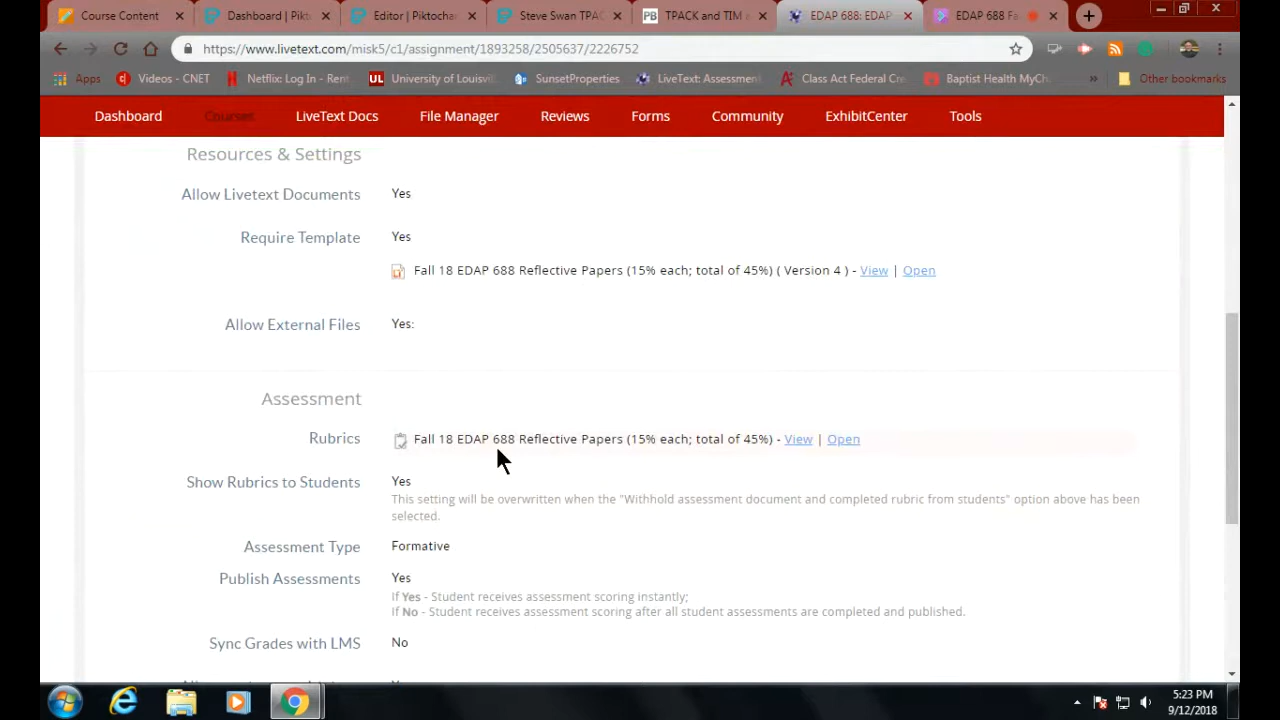 Course Content
Dashboard | Pikt
Editor | Piktochar
Steve Swan TPAC
PB TPACK and TIM
EDAP 688: EDAP
EDAP 688 Fa
https://www.livetext.com/misk5/c1/assignment/1893258/2505637/2226752
Apps
Videos - CNET
Netflix: Log In - Rent
UL University of Louisvil
SunsetProperties
LiveText: Assessmen
Class Act Federal Cre
Baptist Health MyCh
»
Other bookmarks
Dashboard
Courses
LiveText Docs
File Manager
Reviews
Forms
Community
ExhibitCenter
Tools
Resources & Settings
Allow Livetext Documents Yes
Require Template Yes
Fall 18 EDAP 688 Reflective Papers (15% each; total of 45%) ( Version 4 ) - View | Open
Allow External Files Yes:
Assessment
Rubrics Fall 18 EDAP 688 Reflective Papers (15% each; total of 45%) - View | Open
Show Rubrics to Students Yes
This setting will be overwritten when the "Withhold assessment document and completed rubric from students" option above has been
selected.
Assessment Type Formative
Publish Assessments Yes
If Yes - Student receives assessment scoring instantly;
If No - Student receives assessment scoring after all student assessments are completed and published.
Sync Grades with LMS No
5:23 PM
9/12/2018